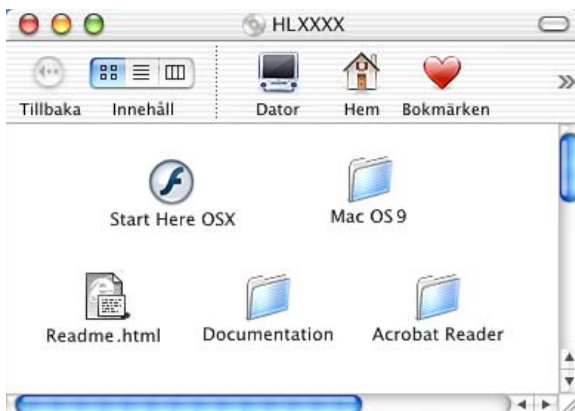 HLXXXX
Tillbaka Innehåll Dator Hem Bokmärken
Start Here OSX Mac OS 9
Readme.html Documentation Acrobat Reader